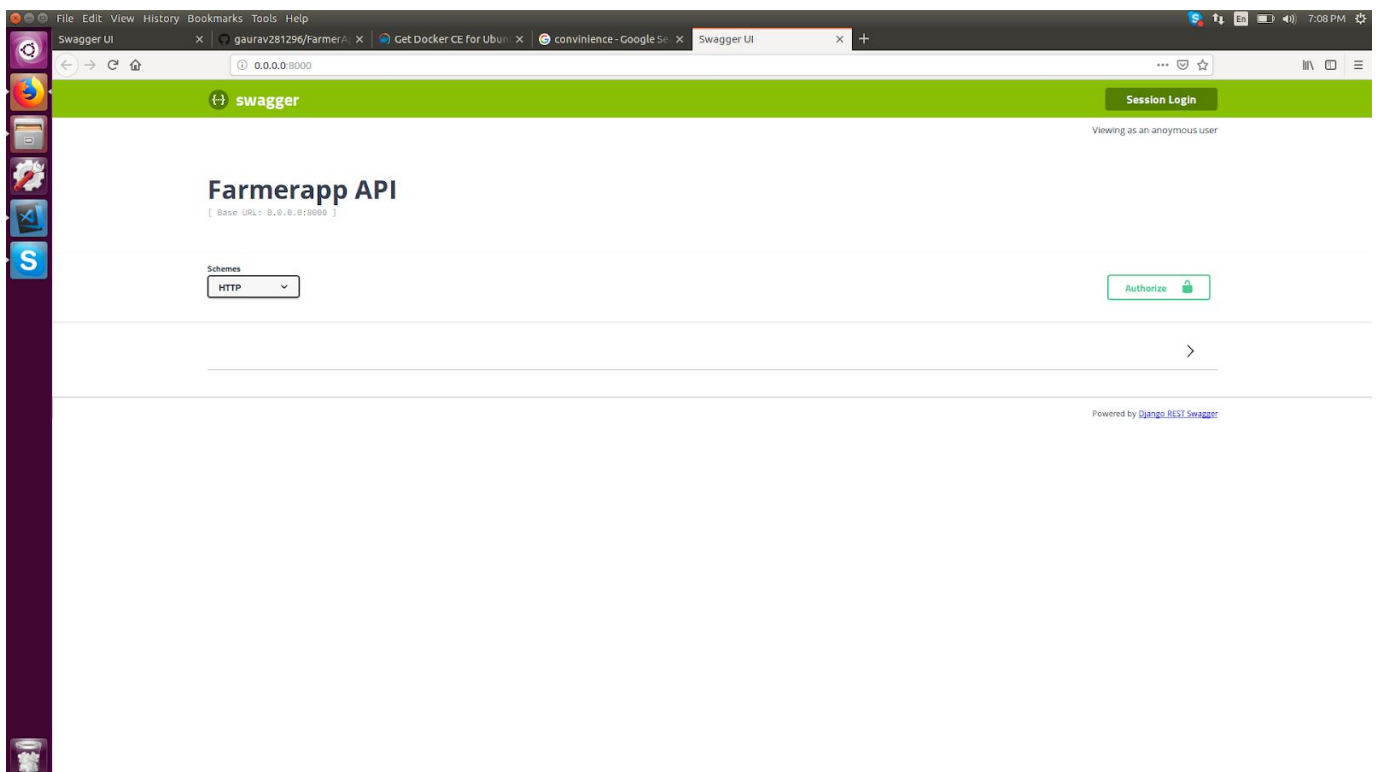 File Edit View History Bookmarks Tools Help
En 7:08 PM
Swagger UI gaurav281296/FarmerA Get Docker CE for Ubun convinience - Google Se Swagger UI
0.0.0.0:8000
swagger
Session Login
Viewing as an anoymous user
Farmerapp API
[ Base URL: 0.0.0.0:8000 ]
Schemes
HTTP
Authorize
Powered by Django REST Swagger